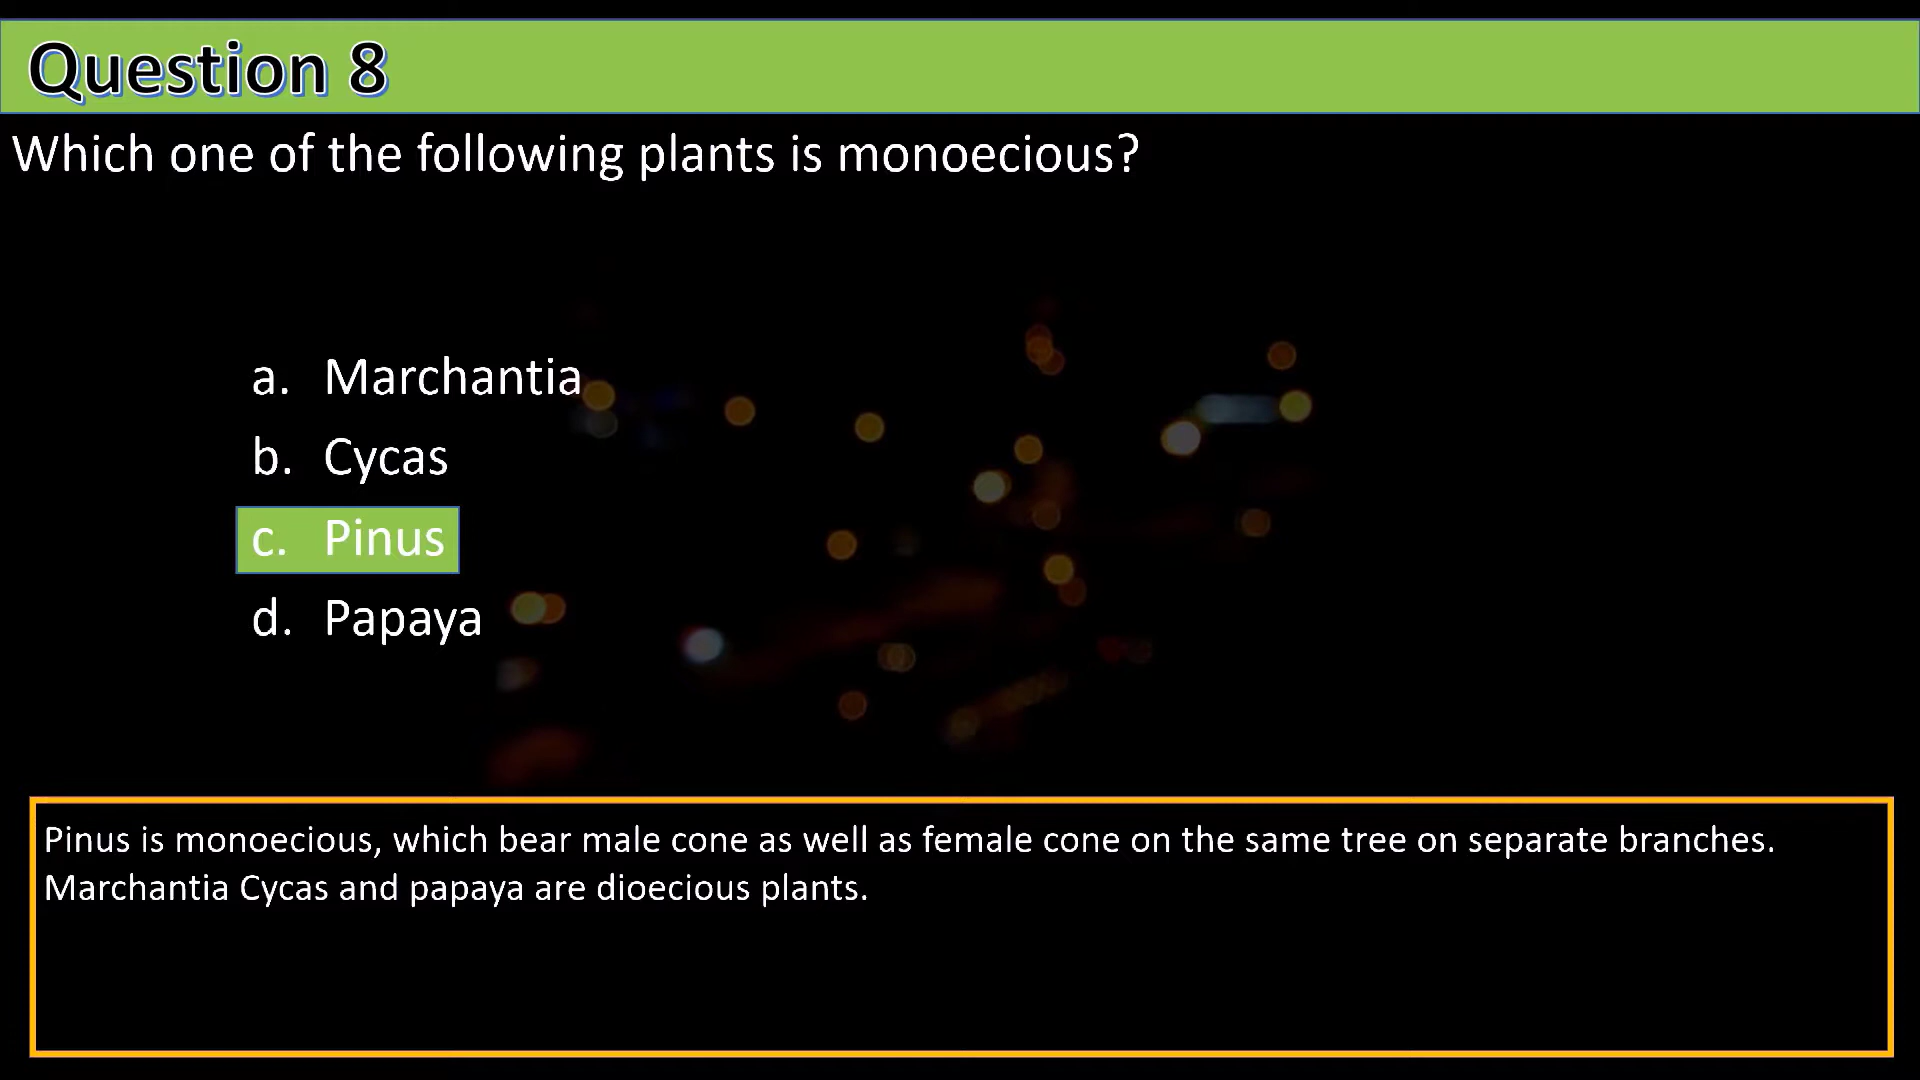 Question 8
Which one of the following plants is monoecious?
a. Marchantia
b. Cycas
c. Pinus
d. Papaya
Pinus is monoecious, which bear male cone as well as female cone on the same tree on separate branches.
Marchantia Cycas and papaya are dioecious plants.